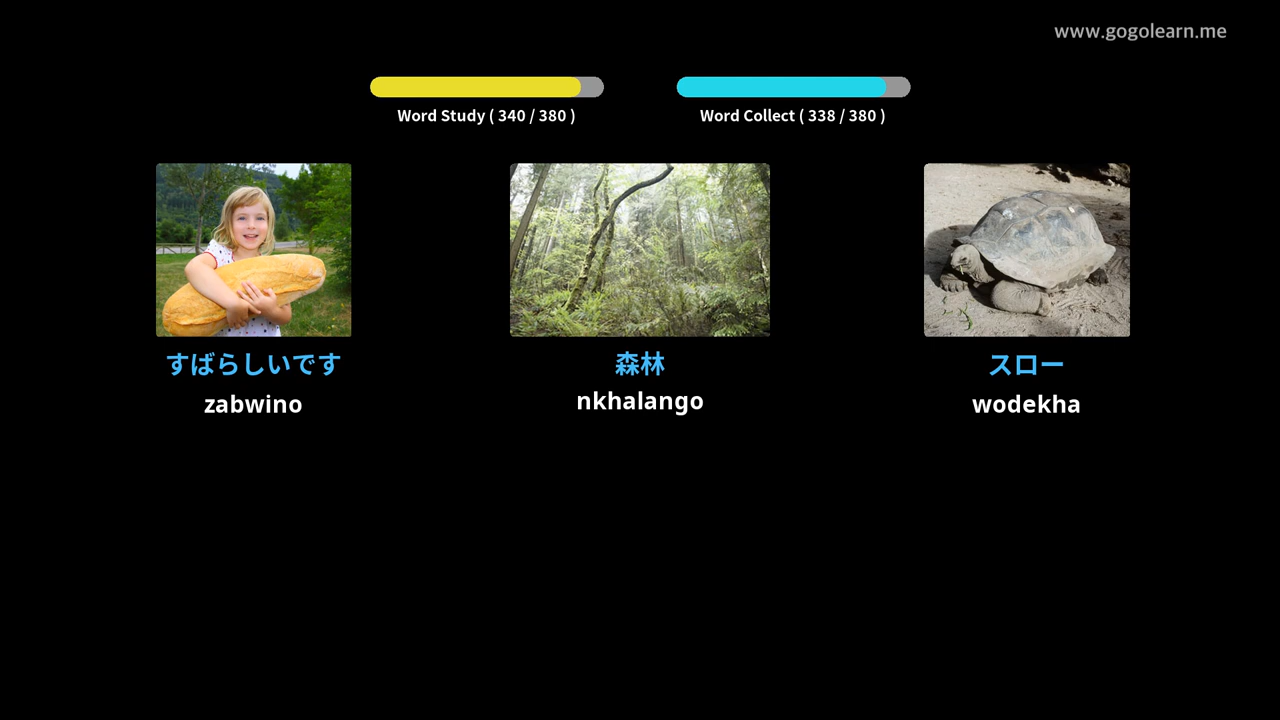 www.gogolearn.me
Word Study ( 340 / 380 )
Word Collect ( 338 / 380 )
すばらしいです
森林
スロー
zabwino
nkhalango
wodekha